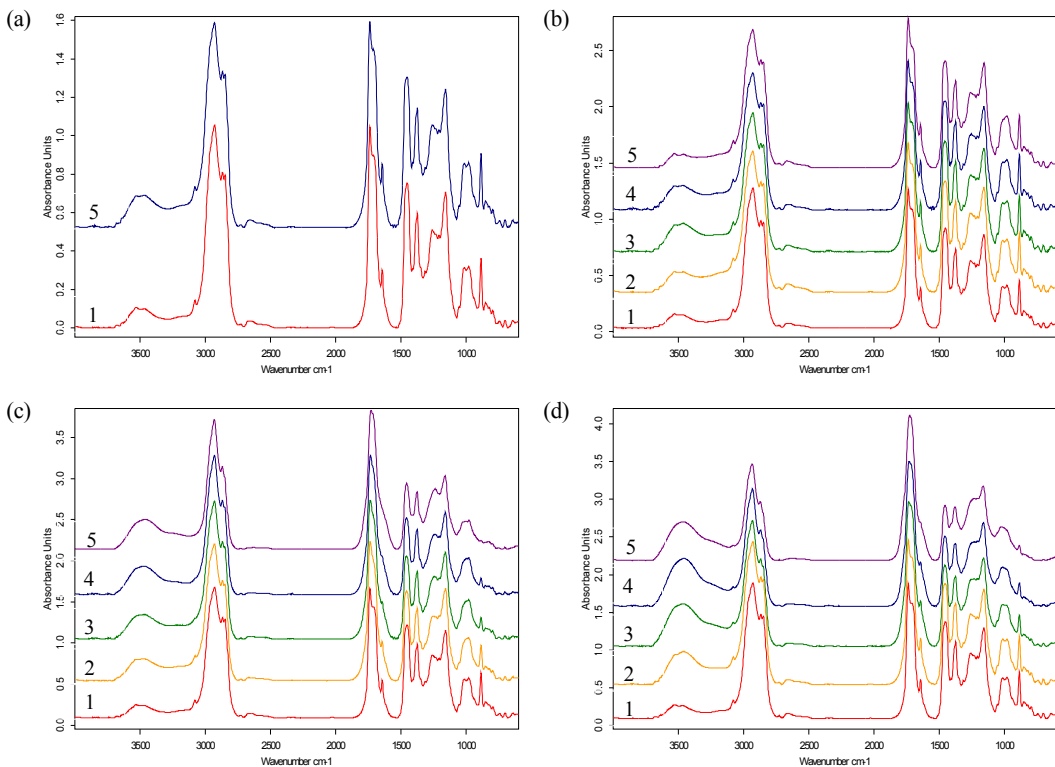 (a)
Absorbance Units
0.0 0.2 0.4 0.6 0.8 1.0 1.2 1.4 1.6
5
1
3500 3000 2500 2000 1500 1000
Wavenumber cm-1
(b)
Absorbance Units
0.0 0.5 1.0 1.5 2.0 2.5
5
4
3
2
1
3500 3000 2500 2000 1500 1000
Wavenumber cm-1
(c)
Absorbance Units
0.0 0.5 1.0 1.5 2.0 2.5 3.0 3.5
5
4
3
2
1
3500 3000 2500 2000 1500 1000
Wavenumber cm-1
(d)
Absorbance Units
0.0 0.5 1.0 1.5 2.0 2.5 3.0 3.5 4.0
5
4
3
2
1
3500 3000 2500 2000 1500 1000
Wavenumber cm-1